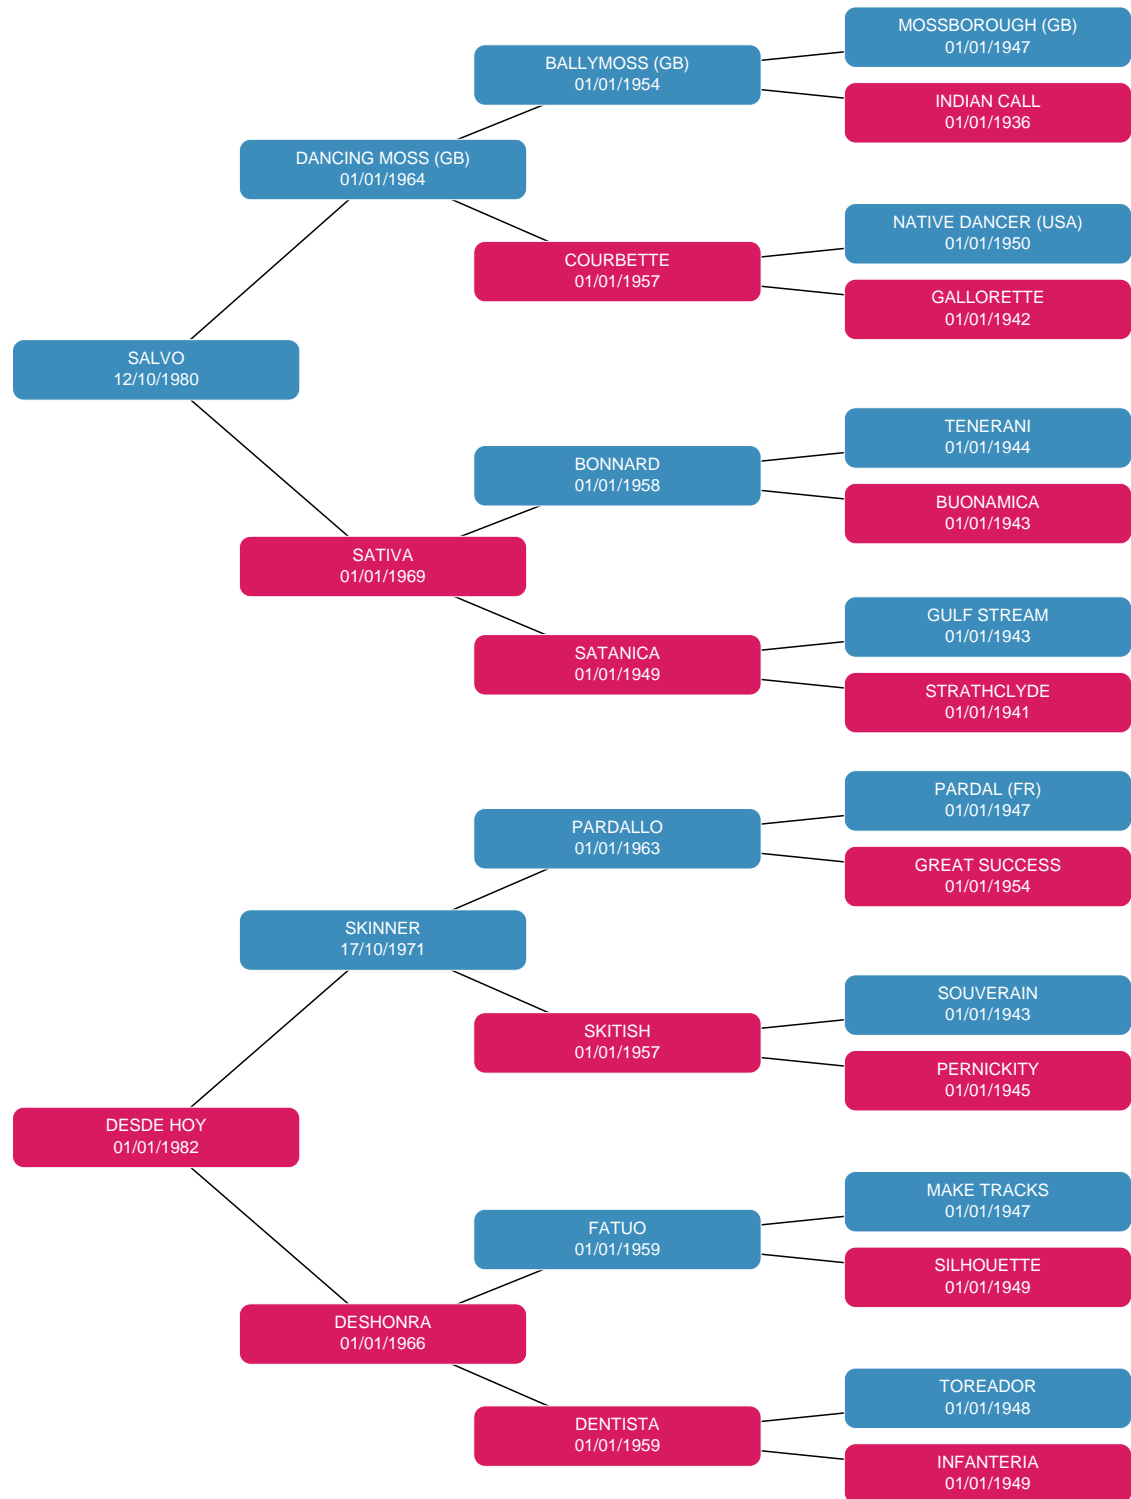 MOSSBOROUGH (GB)
01/01/1947
BALLYMOSS (GB)
01/01/1954
INDIAN CALL
01/01/1936
DANCING MOSS (GB)
01/01/1964
NATIVE DANCER (USA)
01/01/1950
COURBETTE
01/01/1957
GALLORETTE
01/01/1942
SALVO
12/10/1980
TENERANI
01/01/1944
BONNARD
01/01/1958
BUONAMICA
01/01/1943
SATIVA
01/01/1969
GULF STREAM
01/01/1943
SATANICA
01/01/1949
STRATHCLYDE
01/01/1941
PARDAL (FR)
01/01/1947
PARDALLO
01/01/1963
GREAT SUCCESS
01/01/1954
SKINNER
17/10/1971
SOUVERAIN
01/01/1943
SKITISH
01/01/1957
PERNICKITY
01/01/1945
DESDE HOY
01/01/1982
MAKE TRACKS
01/01/1947
FATUO
01/01/1959
SILHOUETTE
01/01/1949
DESHONRA
01/01/1966
TOREADOR
01/01/1948
DENTISTA
01/01/1959
INFANTERIA
01/01/1949